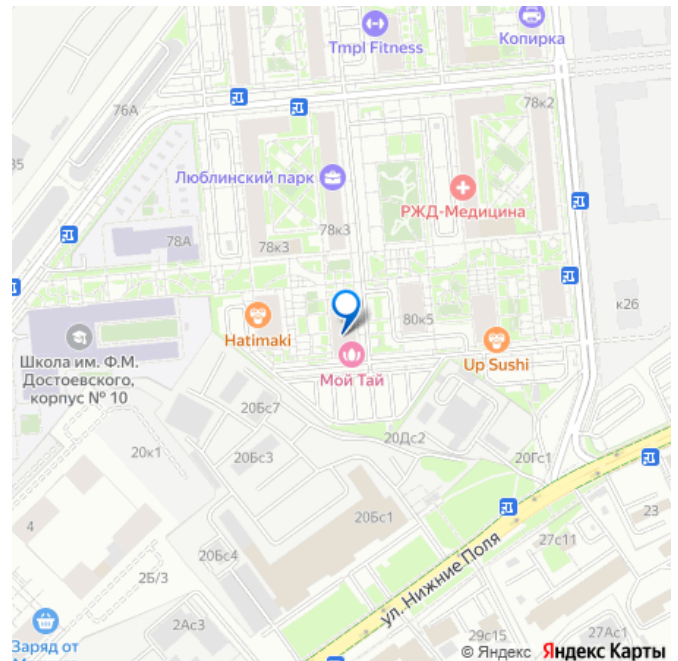 Tmpl Fitness
Копирка
76А
78к2
35
Люблинский парк
РЖД-Медицина
78А
78к3
78к3
к26
Hatimaki
80к5
Up Sushi
Мой Тай
Школа им. Ф.М.
Достоевского,
корпус № 10
20Бс7
20Дс2
20к1
20Бс3
20Гс1
4
20Бс1
23
27с11
20Бс4
2Б/3
ул. Нижние Поля
2Ас3
29с15
27Ас1
Заряд от
© Яндекс Яндекс Карты